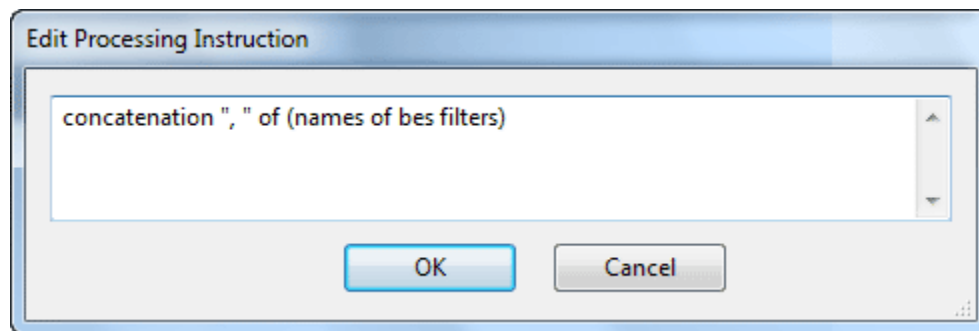 Edit Processing Instruction
concatenation ", " of (names of bes filters)
OK
Cancel